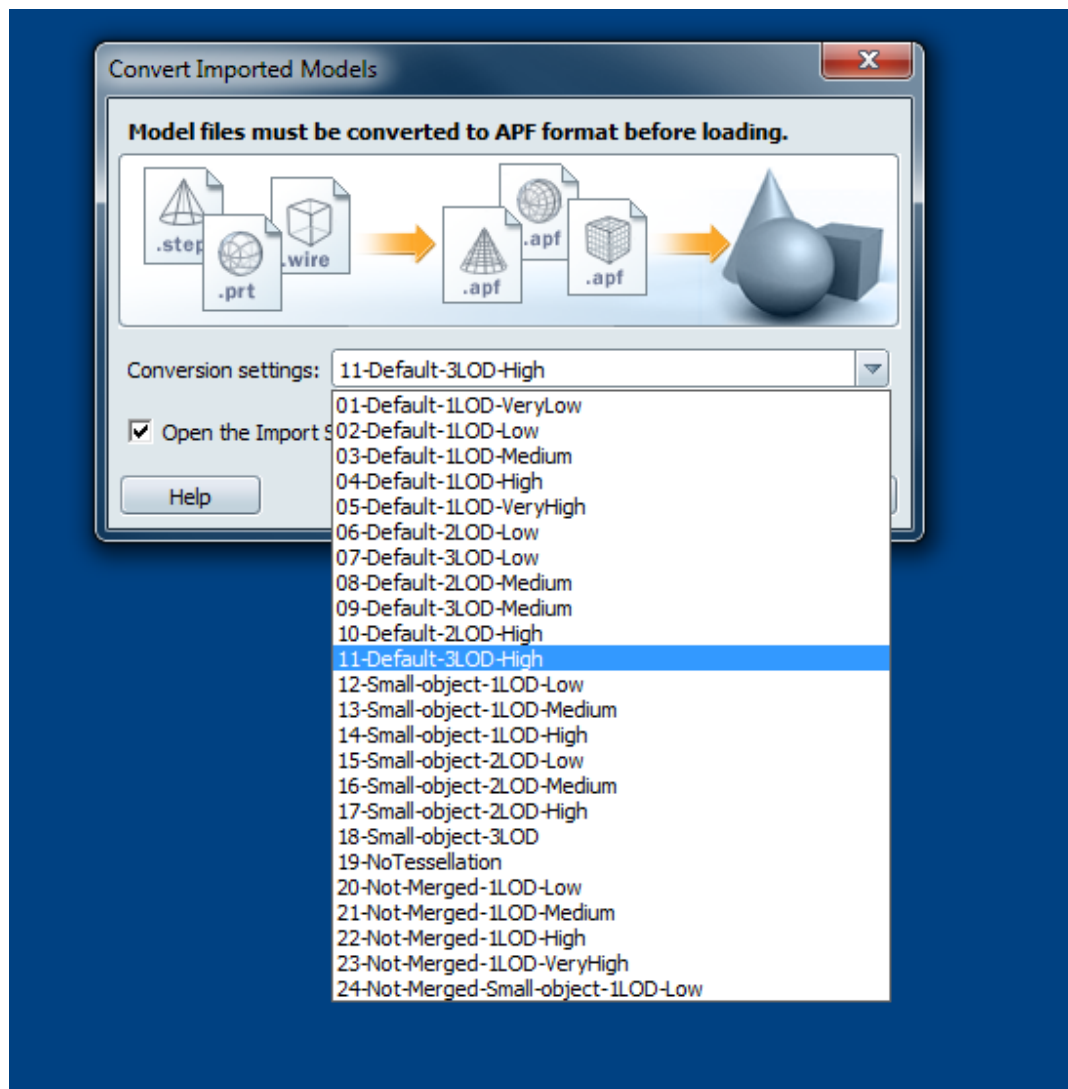 Convert Imported Models
Model files must be converted to APF format before loading.
.step
.wire
.prt
.apf
.apf
.apf
Conversion settings: 11-Default-3LOD-High
Open the Import S
Help
01-Default-1LOD-VeryLow
02-Default-1LOD-Low
03-Default-1LOD-Medium
04-Default-1LOD-High
05-Default-1LOD-VeryHigh
06-Default-2LOD-Low
07-Default-3LOD-Low
08-Default-2LOD-Medium
09-Default-3LOD-Medium
10-Default-2LOD-High
11-Default-3LOD-High
12-Small-object-1LOD-Low
13-Small-object-1LOD-Medium
14-Small-object-1LOD-High
15-Small-object-2LOD-Low
16-Small-object-2LOD-Medium
17-Small-object-2LOD-High
18-Small-object-3LOD
19-NoTessellation
20-Not-Merged-1LOD-Low
21-Not-Merged-1LOD-Medium
22-Not-Merged-1LOD-High
23-Not-Merged-1LOD-VeryHigh
24-Not-Merged-Small-object-1LOD-Low